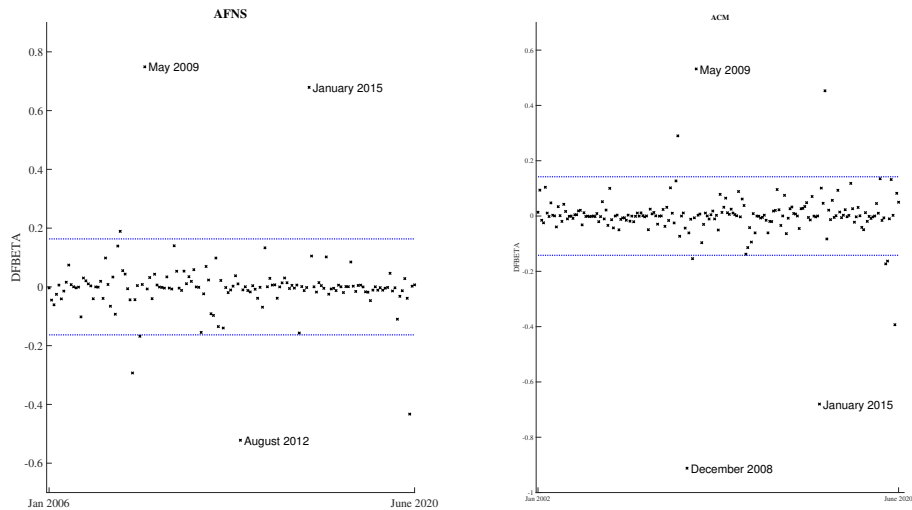 AFNS
0.8
0.6
0.4
0.2
0
-0.2
-0.4
-0.6
DFBETA
May 2009
January 2015
August 2012
Jan 2006
June 2020
ACM
0.6
0.4
0.2
0
-0.2
-0.4
-0.6
-0.8
-1
DFBETA
May 2009
January 2015
December 2008
Jan 2002
June 2020